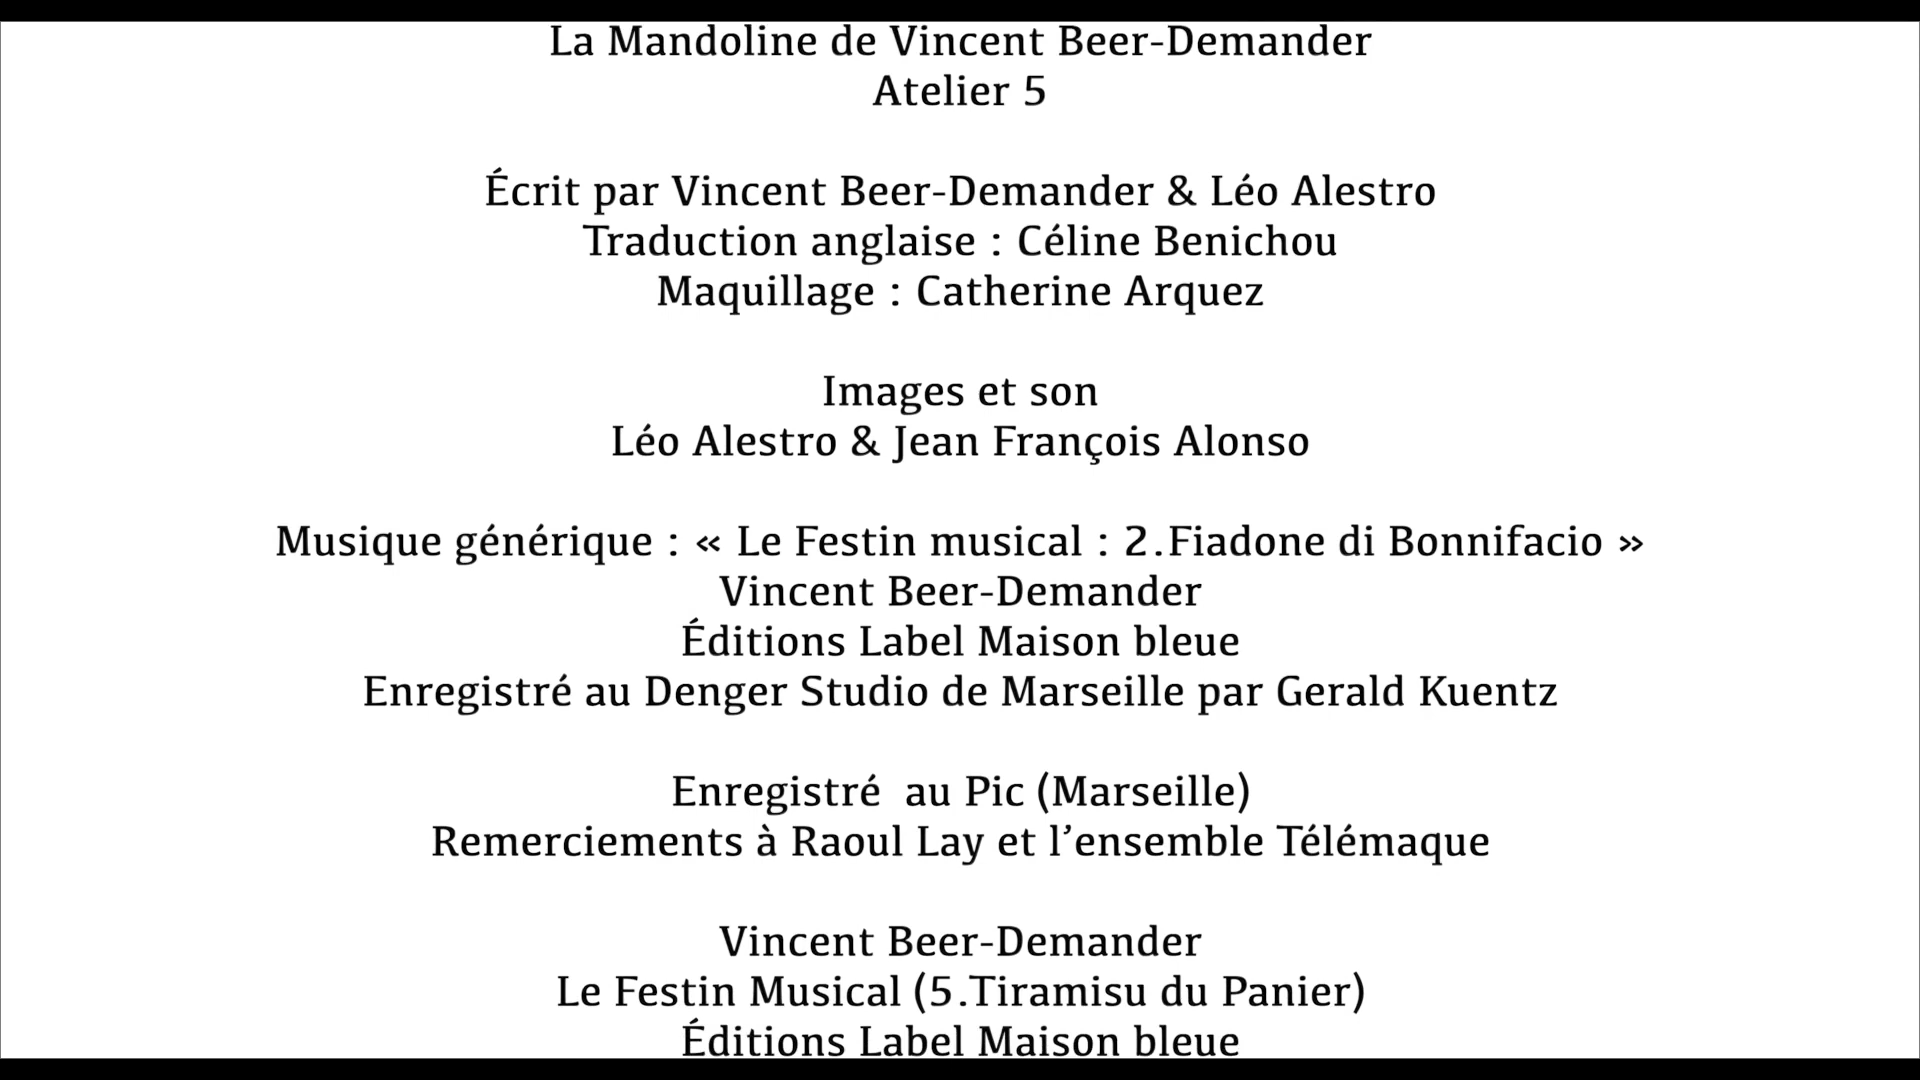 La Mandoline de Vincent Beer-Demander
Atelier 5
Écrit par Vincent Beer-Demander & Léo Alestro
Traduction anglaise : Céline Benichou
Maquillage : Catherine Arquez
Images et son
Léo Alestro & Jean François Alonso
Musique générique : « Le Festin musical : 2.Fiadone di Bonnifacio »
Vincent Beer-Demander
Éditions Label Maison bleue
Enregistré au Denger Studio de Marseille par Gerald Kuentz
Enregistré  au Pic (Marseille)
Remerciements à Raoul Lay et l’ensemble Télémaque
Vincent Beer-Demander
Le Festin Musical (5.Tiramisu du Panier)
Éditions Label Maison bleue